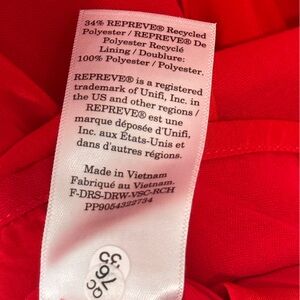 34% REPREVE® Recycled
Polyester / REPREVE® De
Polyester Recyclé
Lining / Doublure:
100% Polyester / Polyester.
REPREVE® is a registered
trademark of Unifi, Inc. in
the US and other regions /
REPREVE® est une
marque déposée d'Unifi,
Inc. aux États-Unis et
dans d'autres régions.
Made in Vietnam
Fabriqué au Vietnam.
F-DRS-DRW-VSC-RCH
PP9054322734